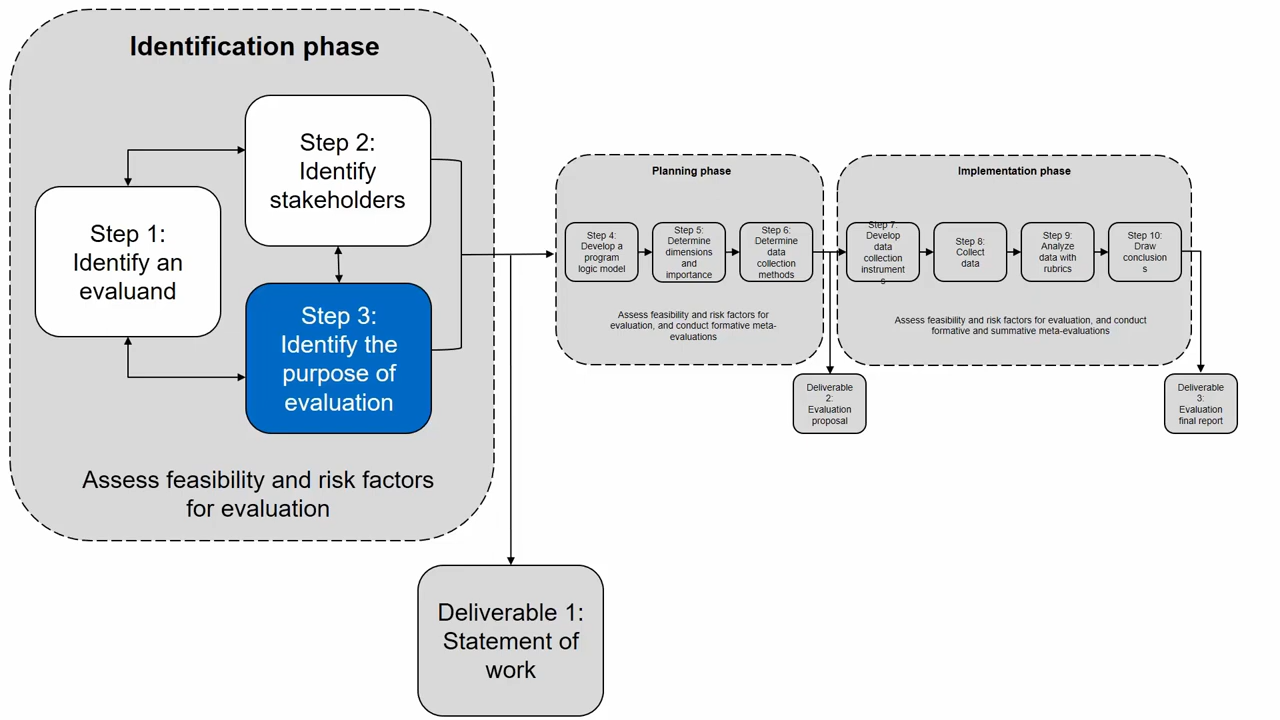 Identification phase
Step 1:
Identify an
evaluand
Step 2:
Identify
stakeholders
Step 3:
Identify the
purpose of
evaluation
Assess feasibility and risk factors
for evaluation
Deliverable 1:
Statement of
work
Planning phase
Step 4:
Develop a
program
logic model
Step 5:
Determine
dimensions
and
importance
Step 6:
Determine
data
collection
methods
Assess feasibility and risk factors for
evaluation, and conduct formative meta-
evaluations
Deliverable
2:
Evaluation
proposal
Implementation phase
Step 7:
Develop
data
collection
instrument
s
Step 8:
Collect
data
Step 9:
Analyze
data with
rubrics
Step 10:
Draw
conclusion
s
Assess feasibility and risk factors for evaluation, and conduct
formative and summative meta-evaluations
Deliverable
3:
Evaluation
final report